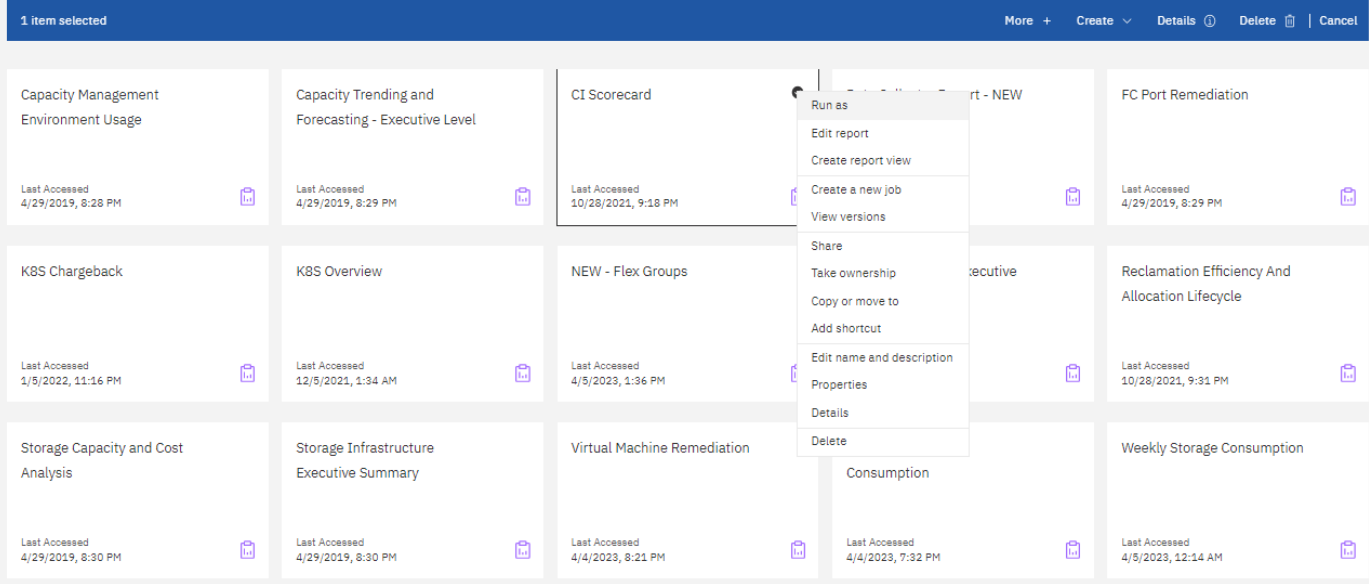 1 item selected
More +
Create
Details
Delete
Cancel
Capacity Management
Environment Usage
Last Accessed
4/29/2019, 8:28 PM
Capacity Trending and
Forecasting - Executive Level
Last Accessed
4/29/2019, 8:29 PM
CI Scorecard
Last Accessed
10/28/2021, 9:18 PM
- NEW
FC Port Remediation
Last Accessed
4/29/2019, 8:29 PM
Run as
Edit report
Create report view
Create a new job
View versions
Share
Take ownership
Copy or move to
Add shortcut
Edit name and description
Properties
Details
Delete
K8S Chargeback
Last Accessed
1/5/2022, 11:16 PM
K8S Overview
Last Accessed
12/5/2021, 1:34 AM
NEW - Flex Groups
Last Accessed
4/5/2023, 1:36 PM
Reclamation Efficiency And
Allocation Lifecycle
Last Accessed
10/28/2021, 9:31 PM
Storage Capacity and Cost
Analysis
Last Accessed
4/29/2019, 8:30 PM
Storage Infrastructure
Executive Summary
Last Accessed
4/29/2019, 8:30 PM
Virtual Machine Remediation
Last Accessed
4/4/2023, 8:21 PM
Consumption
Last Accessed
4/4/2023, 7:32 PM
Weekly Storage Consumption
Last Accessed
4/5/2023, 12:14 AM